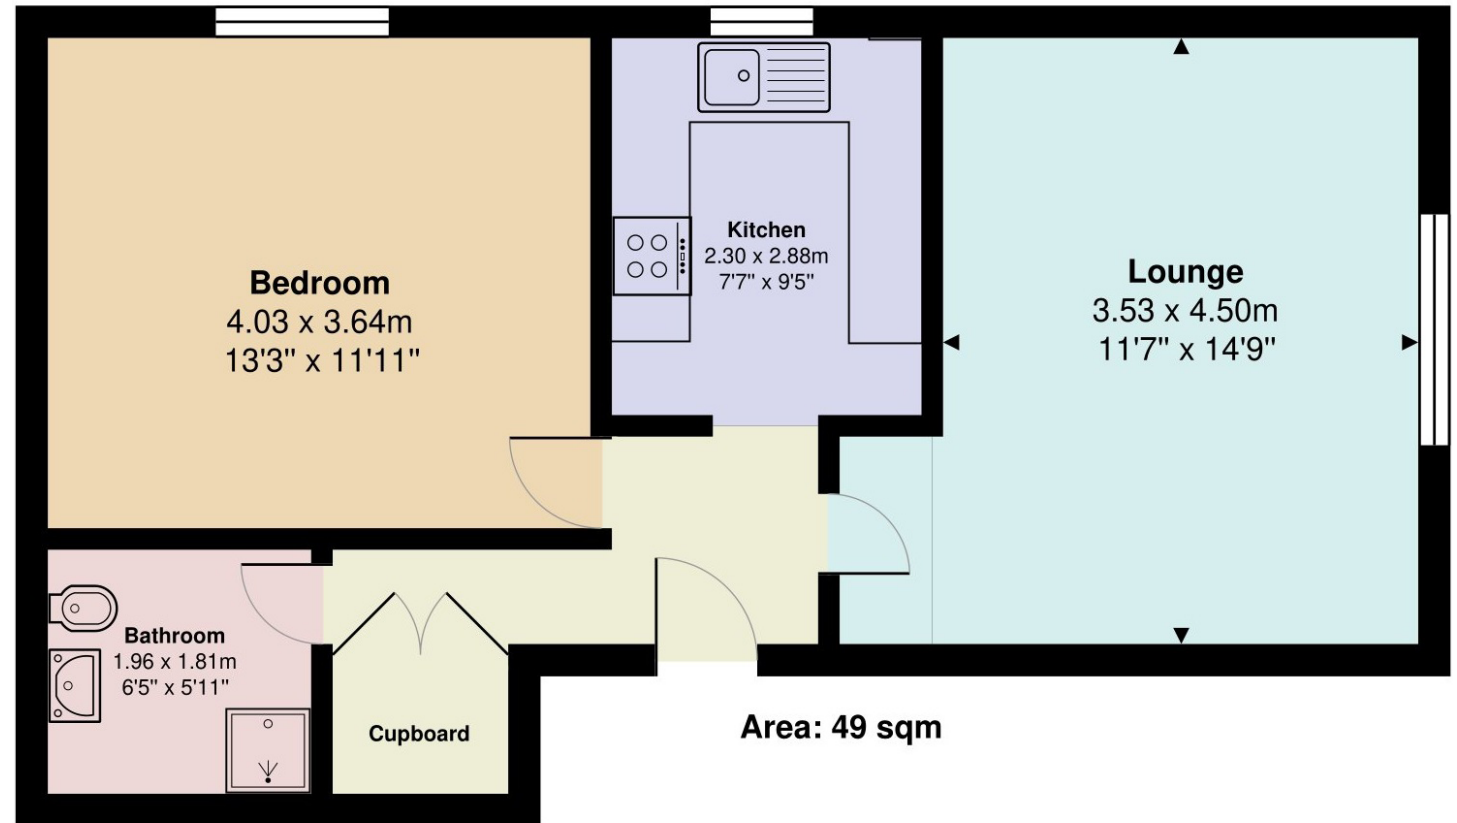 Bedroom
4.03 x 3.64m
13'3" x 11'11"
Kitchen
2.30 x 2.88m
7'7" x 9'5"
Lounge
3.53 x 4.50m
11'7" x 14'9"
Bathroom
1.96 x 1.81m
6'5" x 5'11"
Cupboard
Area: 49 sqm